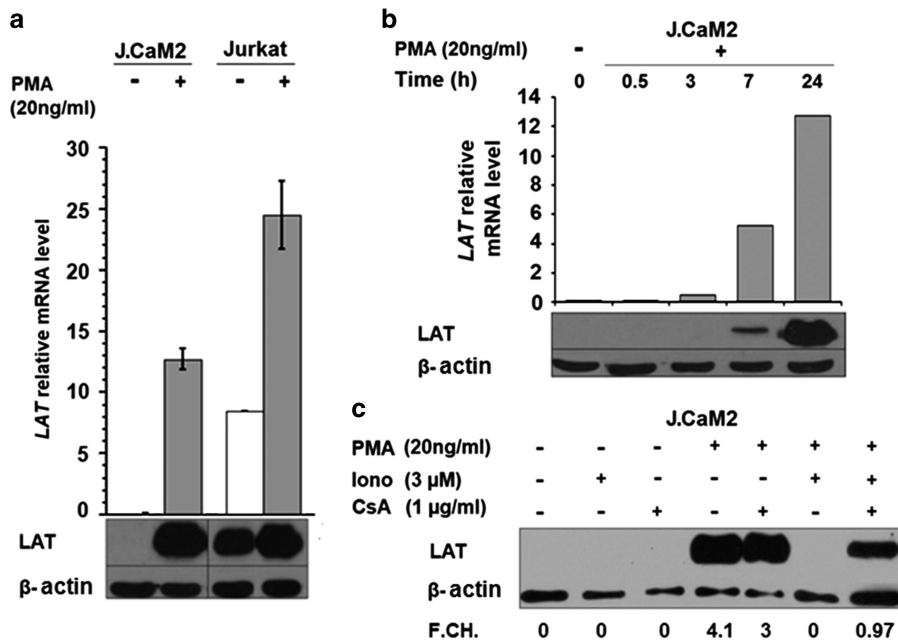 a
J.CaM2 Jurkat
PMA - + - +
(20ng/ml)
LAT relative mRNA level
30
25
20
15
10
5
0
LAT
β- actin
b
J.CaM2
PMA (20ng/ml) - +
Time (h) 0 0.5 3 7 24
LAT relative
mRNA level
14
12
10
8
6
4
2
0
LAT
β- actin
c
J.CaM2
PMA (20ng/ml) - - - + + + +
Iono (3 µM) - + - - - + +
CsA (1 µg/ml) - - + - + - +
LAT
β- actin
F.CH. 0 0 0 4.1 3 0 0.97